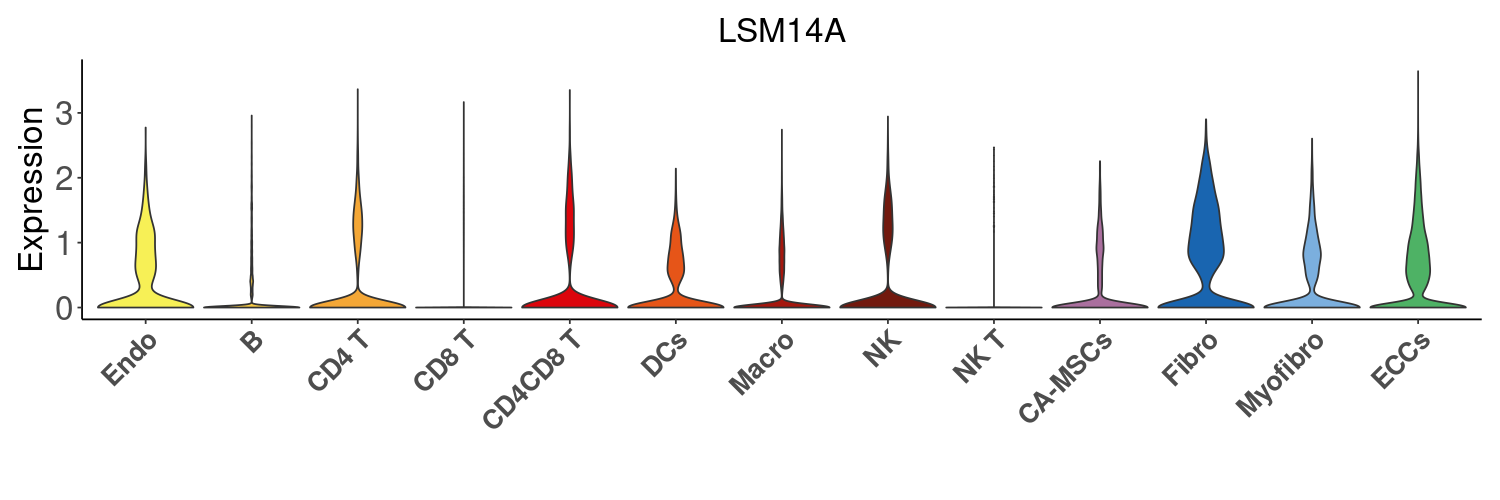 LSM14A
Expression
3
2
1
0
Endo
B
CD4 T
CD8 T
CD4CD8 T
DCs
Macro
NK
NK T
CA-MSCs
Fibro
Myofibro
ECCs